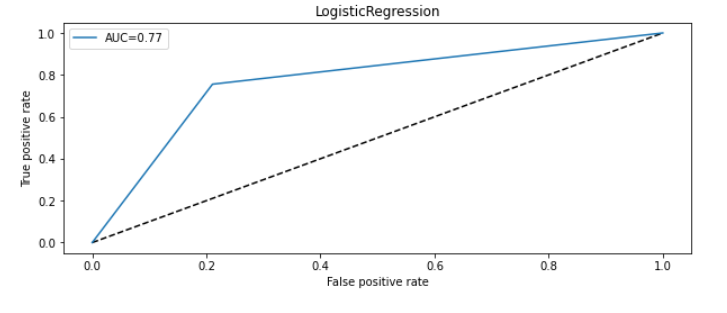 LogisticRegression
AUC=0.77
1.0
0.8
0.6
0.4
0.2
0.0
True positive rate
0.0 0.2 0.4 0.6 0.8 1.0
False positive rate